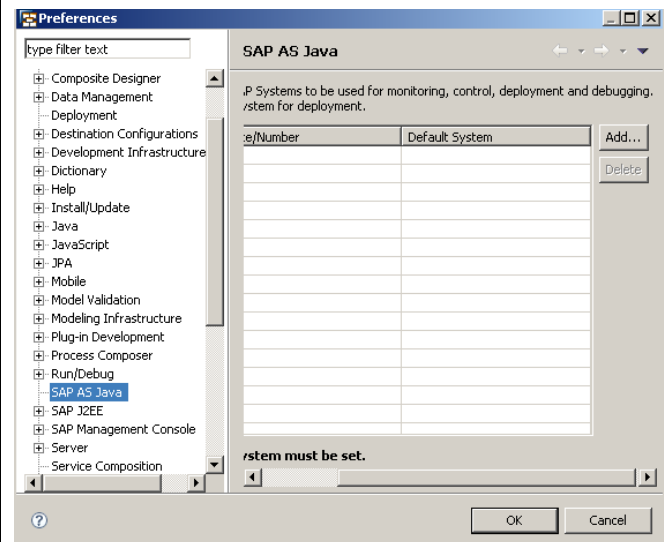 Preferences
type filter text
Composite Designer
Data Management
Deployment
Destination Configurations
Development Infrastructure
Dictionary
Help
Install/Update
Java
JavaScript
JPA
Mobile
Model Validation
Modeling Infrastructure
Plug-in Development
Process Composer
Run/Debug
SAP AS Java
SAP J2EE
SAP Management Console
Server
Service Composition
SAP AS Java
.P Systems to be used for monitoring, control, deployment and debugging.
ystem for deployment.
e/Number Default System
Add...
Delete
ystem must be set.
? OK Cancel